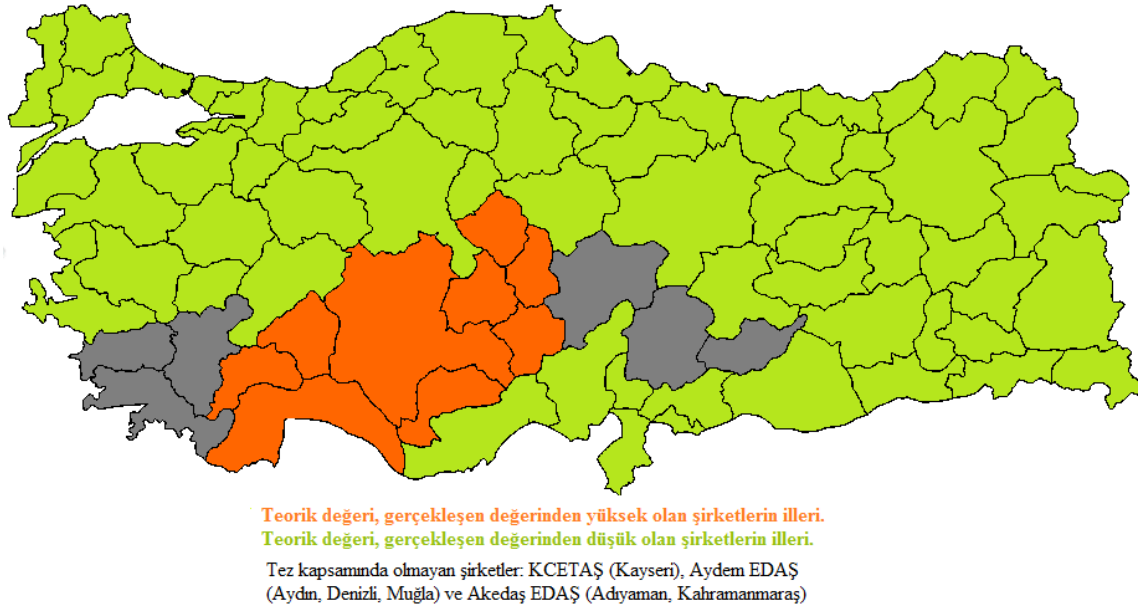 Teorik değeri, gerçekleşen değerinden yüksek olan şirketlerin illeri.
Teorik değeri, gerçekleşen değerinden düşük olan şirketlerin illeri.
Tez kapsamında olmayan şirketler: KCETAŞ (Kayseri), Aydem EDAŞ
(Aydın, Denizli, Muğla) ve Akedaş EDAŞ (Adıyaman, Kahramanmaraş)